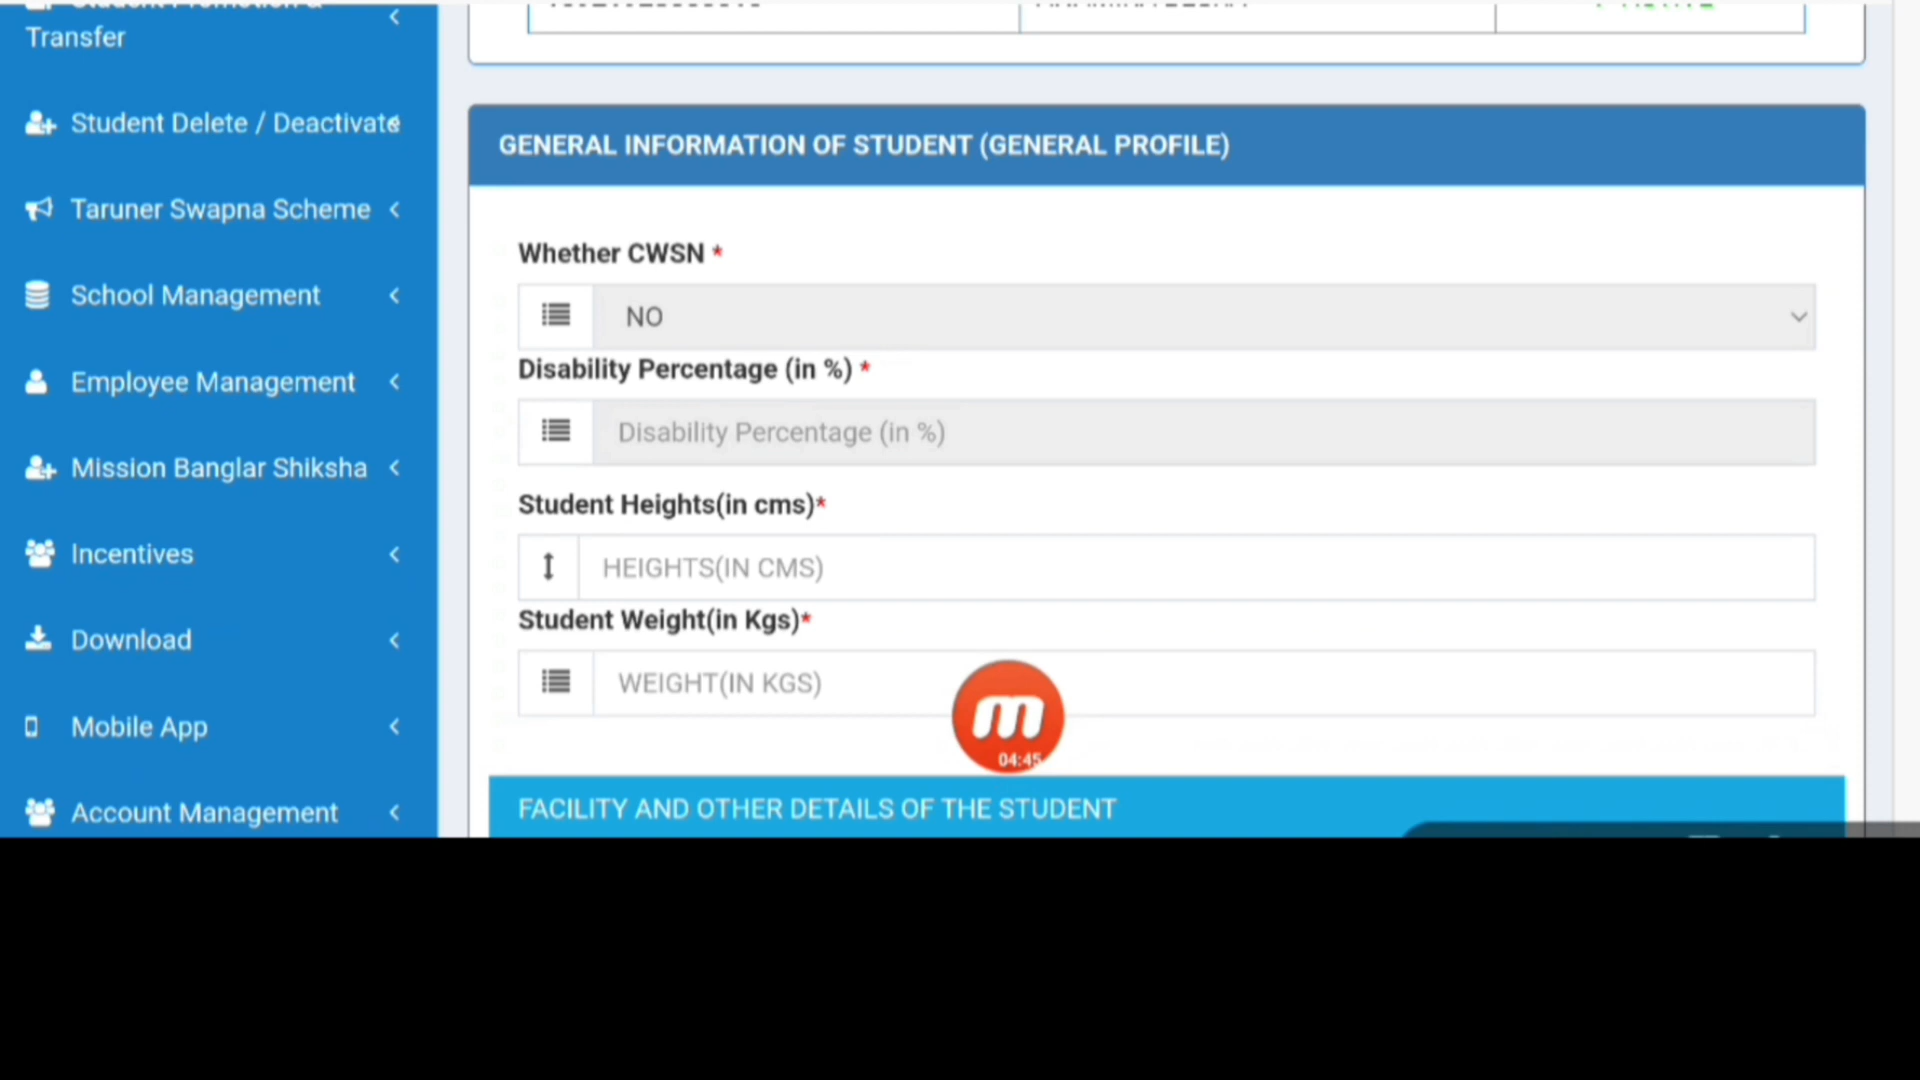 Transfer
Student Delete / Deactivate
Taruner Swapna Scheme
School Management
Employee Management
Mission Banglar Shiksha
Incentives
Download
Mobile App
Account Management
GENERAL INFORMATION OF STUDENT (GENERAL PROFILE)
Whether CWSN *
NO
Disability Percentage (in %) *
Disability Percentage (in %)
Student Heights(in cms)*
HEIGHTS(IN CMS)
Student Weight(in Kgs)*
WEIGHT(IN KGS)
m
04:45
FACILITY AND OTHER DETAILS OF THE STUDENT